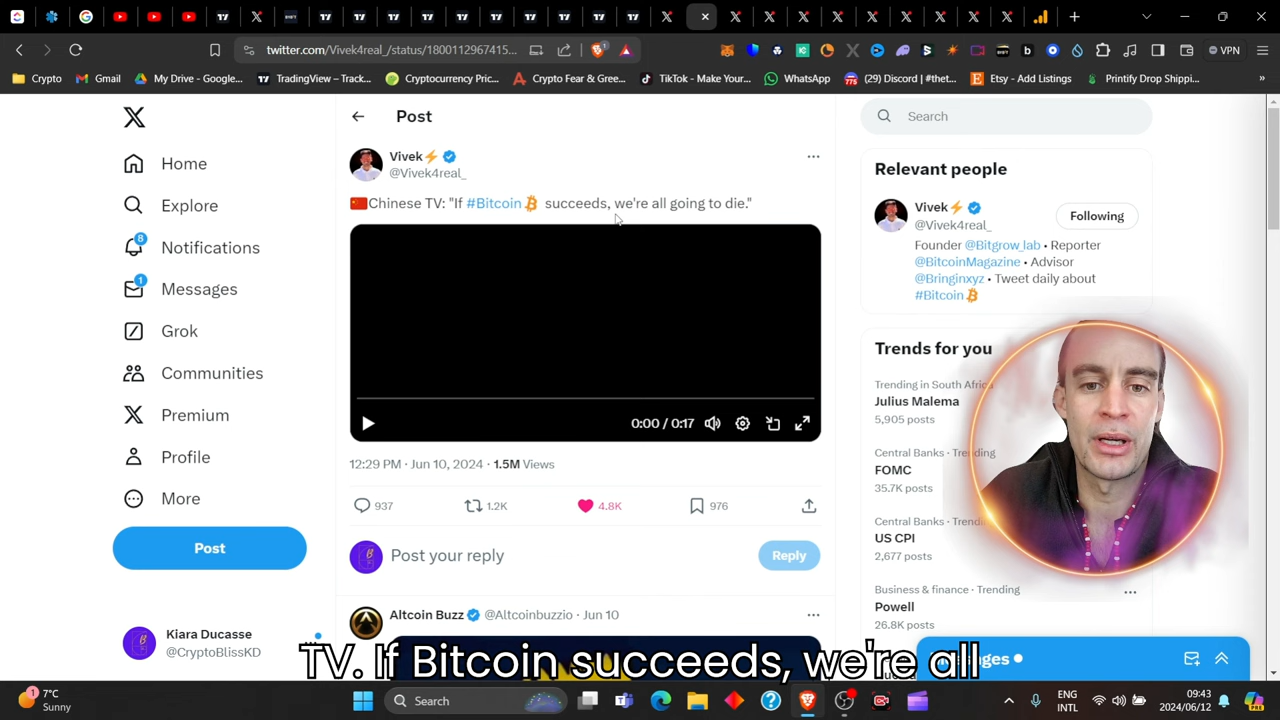 twitter.com/Vivek4real_/status/1800112967415...
VPN
Crypto
Gmail
My Drive - Google...
TradingView – Track...
Cryptocurrency Pric...
Crypto Fear & Gree...
TikTok - Make Your...
WhatsApp
(29) Discord | #thet...
Etsy - Add Listings
Printify Drop Shippi...
Home
Explore
Notifications
8
Messages
1
Grok
Communities
Premium
Profile
More
Post
Kiara Ducasse
@CryptoBlissKD
Post
Vivek⚡
@Vivek4real_
🇨🇳Chinese TV: "If #Bitcoin succeeds, we're all going to die."
0:00 / 0:17
12:29 PM · Jun 10, 2024 · 1.5M Views
937
1.2K
4.8K
976
Post your reply
Reply
Altcoin Buzz @Altcoinbuzzio · Jun 10
Search
Relevant people
Vivek⚡
@Vivek4real_
Following
Founder @Bitgrow_lab • Reporter
@BitcoinMagazine • Advisor
@Bringinxyz • Tweet daily about
#Bitcoin
Trends for you
Trending in South Africa
Julius Malema
5,905 posts
Central Banks · Trending
FOMC
35.7K posts
Central Banks · Trendi
US CPI
2,677 posts
Business & finance · Trending
Powell
26.8K posts
TV. If Bitcoin succeeds, we're all
7°C
Sunny
Search
ENG
INTL
09:43
2024/06/12